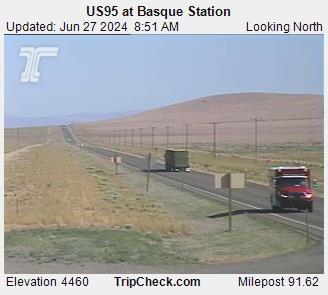 US95 at Basque Station
Updated: Jun 27 2024 8:51 AM Looking North
Elevation 4460 TripCheck.com Milepost 91.62